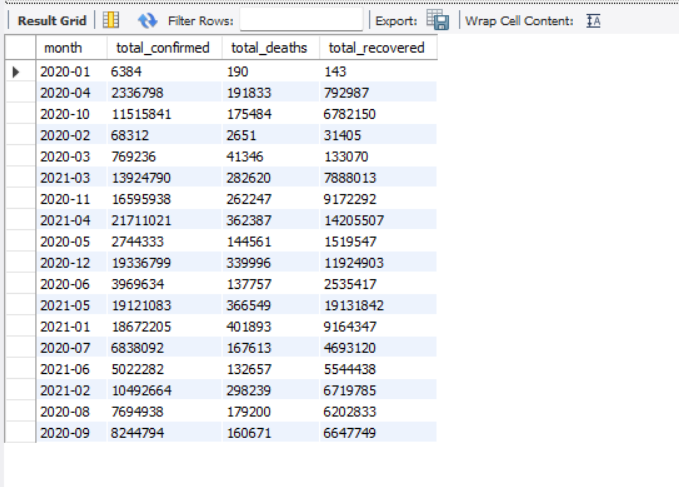 Result Grid Filter Rows: Export: Wrap Cell Content:
month total_confirmed total_deaths total_recovered
2020-01 6384 190 143
2020-04 2336798 191833 792987
2020-10 11515841 175484 6782150
2020-02 68312 2651 31405
2020-03 769236 41346 133070
2021-03 13924790 282620 7888013
2020-11 16595938 262247 9172292
2021-04 21711021 362387 14205507
2020-05 2744333 144561 1519547
2020-12 19336799 339996 11924903
2020-06 3969634 137757 2535417
2021-05 19121083 366549 19131842
2021-01 18672205 401893 9164347
2020-07 6838092 167613 4693120
2021-06 5022282 132657 5544438
2021-02 10492664 298239 6719785
2020-08 7694938 179200 6202833
2020-09 8244794 160671 6647749